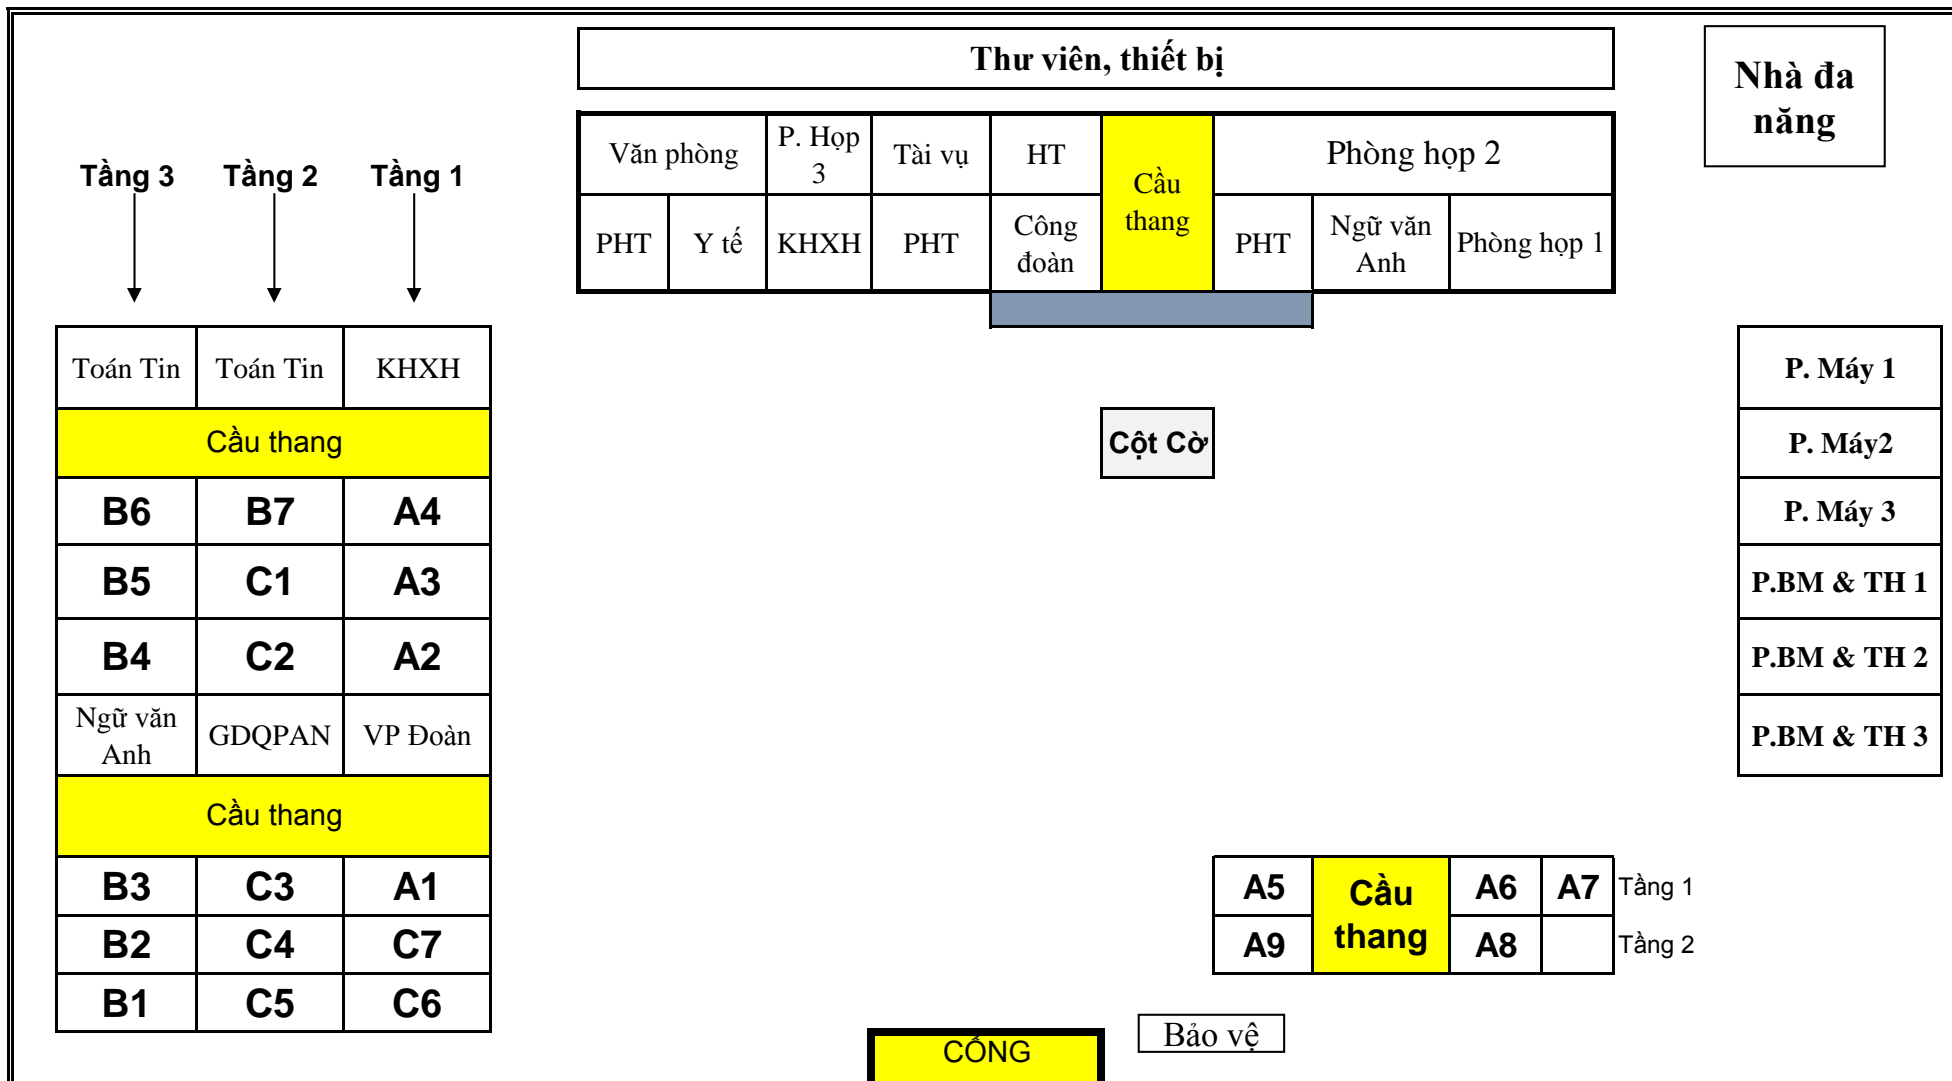 Thư viên, thiết bị
Nhà đa
năng
Tầng 3
Tầng 2
Tầng 1
Văn phòng
P. Họp
3
Tài vụ
HT
Cầu
thang
Phòng họp 2
PHT
Y tế
KHXH
PHT
Công
đoàn
PHT
Ngữ văn
Anh
Phòng họp 1
Toán Tin
Toán Tin
KHXH
P. Máy 1
Cầu thang
Cột Cờ
P. Máy2
B6
B7
A4
P. Máy 3
B5
C1
A3
P.BM & TH 1
B4
C2
A2
P.BM & TH 2
Ngữ văn
Anh
GDQPAN
VP Đoàn
P.BM & TH 3
Cầu thang
B3
C3
A1
A5
Cầu
thang
A6
A7
Tầng 1
B2
C4
C7
A9
A8
Tầng 2
B1
C5
C6
CỔNG
Bảo vệ